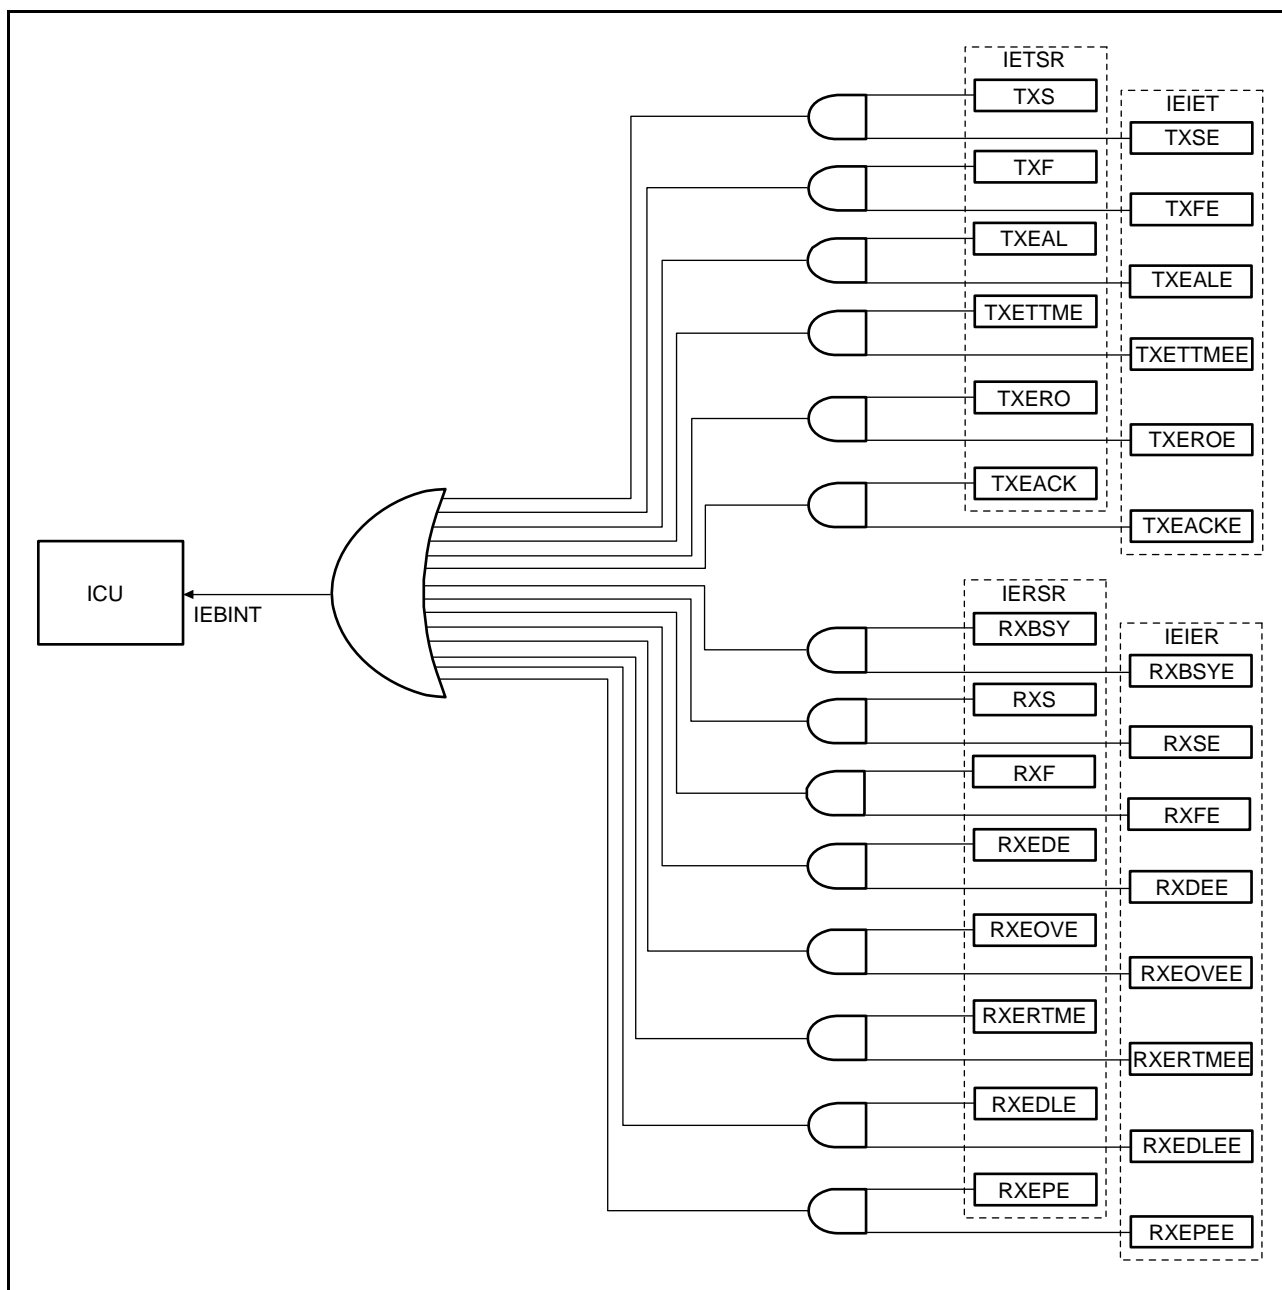 IETSR
TXS
IEIET
TXSE
TXF
TXFE
TXEAL
TXEALE
TXETTME
TXETTMEE
TXERO
TXEROE
TXEACK
TXEACKE
ICU
IEBINT
IERSR
RXBSY
IEIER
RXBSYE
RXS
RXSE
RXF
RXFE
RXEDE
RXDEE
RXEOVE
RXEOVEE
RXERTME
RXERTMEE
RXEDLE
RXEDLEE
RXEPE
RXEPEE